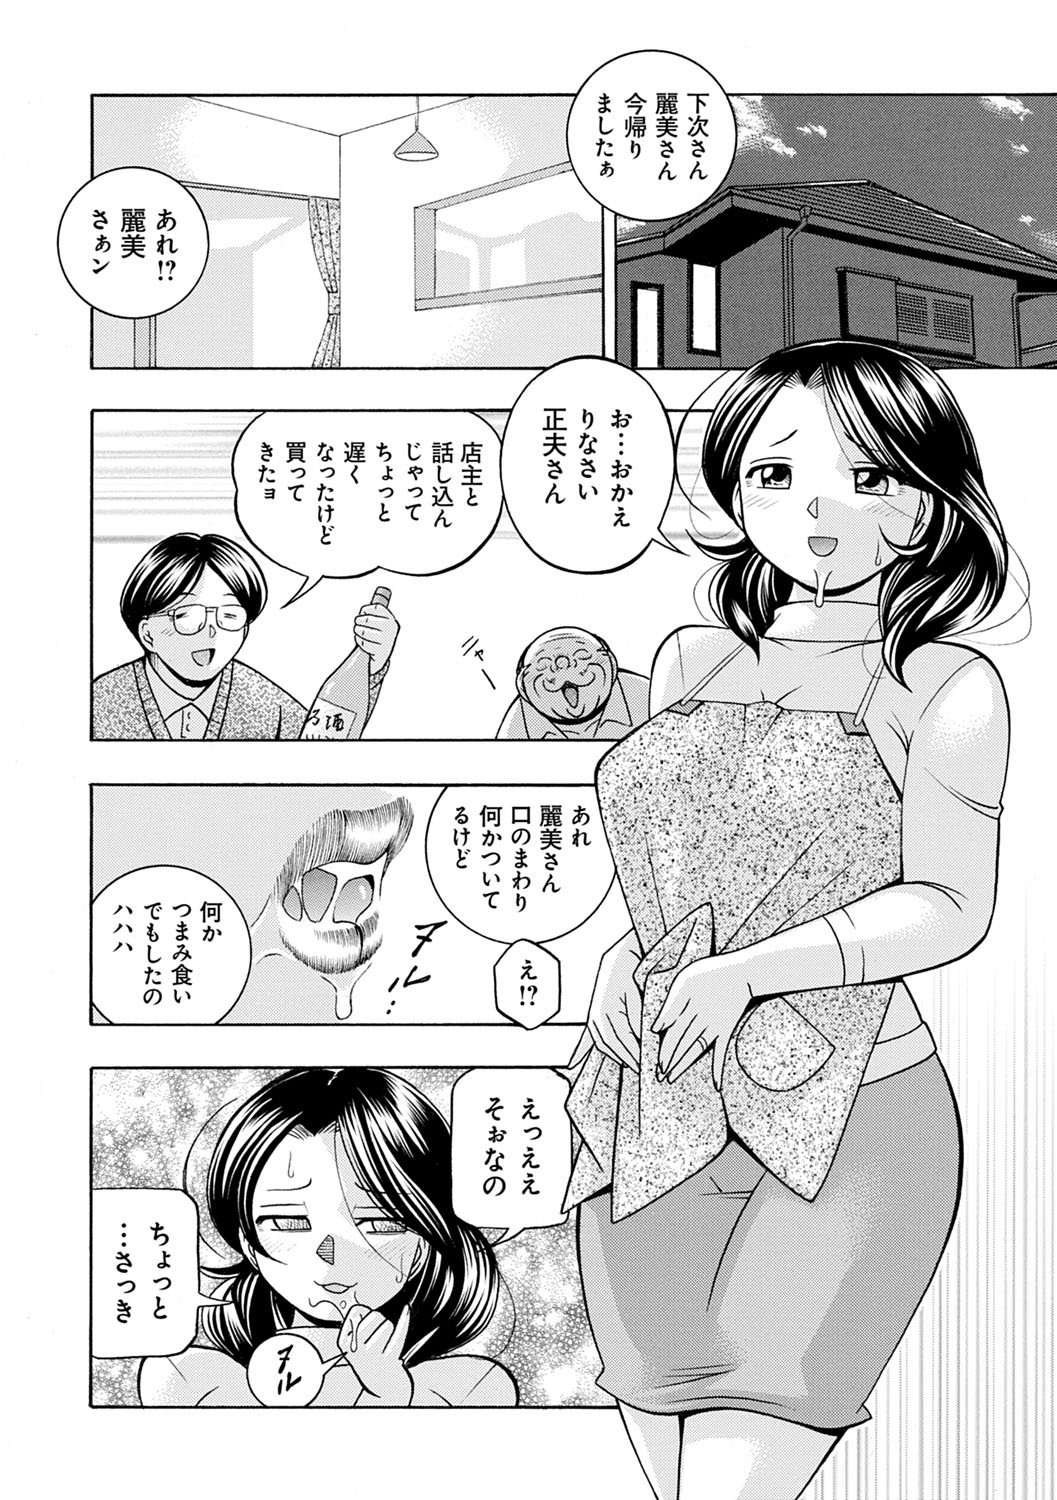 下次さん
麗美さん
今帰り
ましたぁ
あれ!?
麗美
さぁン
お…おかえ
りなさい
正夫さん
店主と
話し込ん
じゃって
ちょっと
遅く
なったけど
買って
きたョ
ニャー
酒
あれ
麗美さん
口のまわり
何かついて
るけど
え!?
ヌル…
何か
つまみ食い
でもしたの
ハハハ
えっええ
そぉなの
ちょっと
…さっき
ヌル